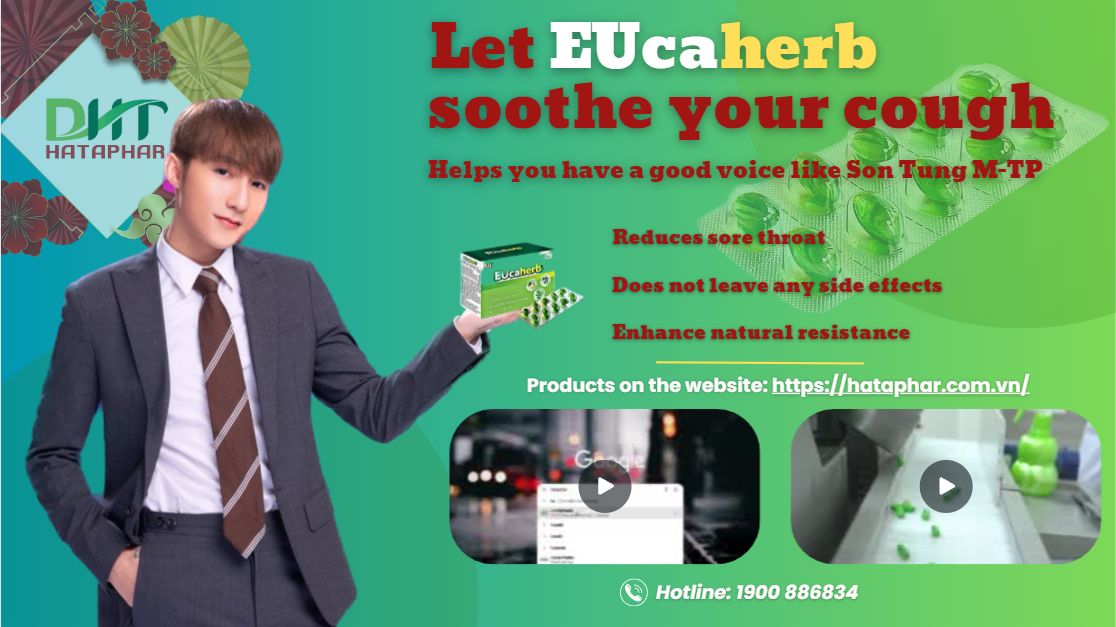 DHT
HATAPHAR
Let EUcaherb
soothe your cough
Helps you have a good voice like Son Tung M-TP
EUcaherb
Reduces sore throat
Does not leave any side effects
Enhance natural resistance
Products on the website: https://hataphar.com.vn/
Google
Hotline: 1900 886834